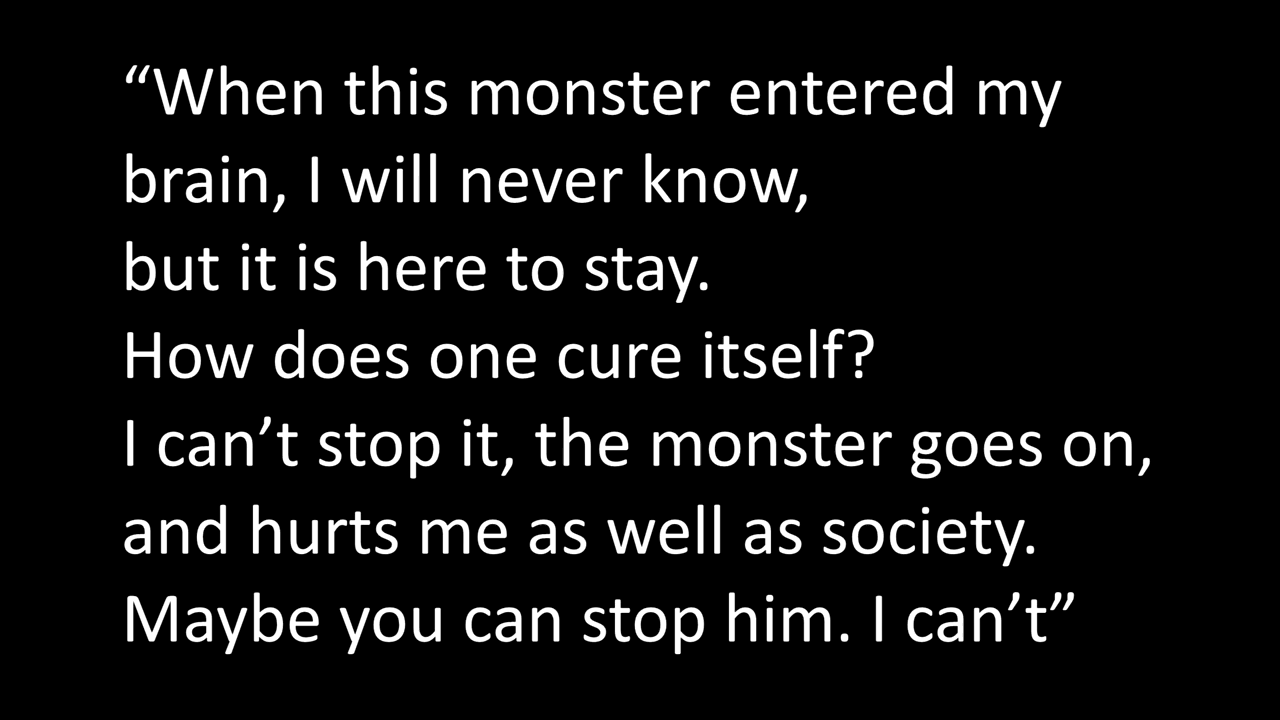 “When this monster entered my
brain, I will never know,
but it is here to stay.
How does one cure itself?
I can’t stop it, the monster goes on,
and hurts me as well as society.
Maybe you can stop him. I can’t”